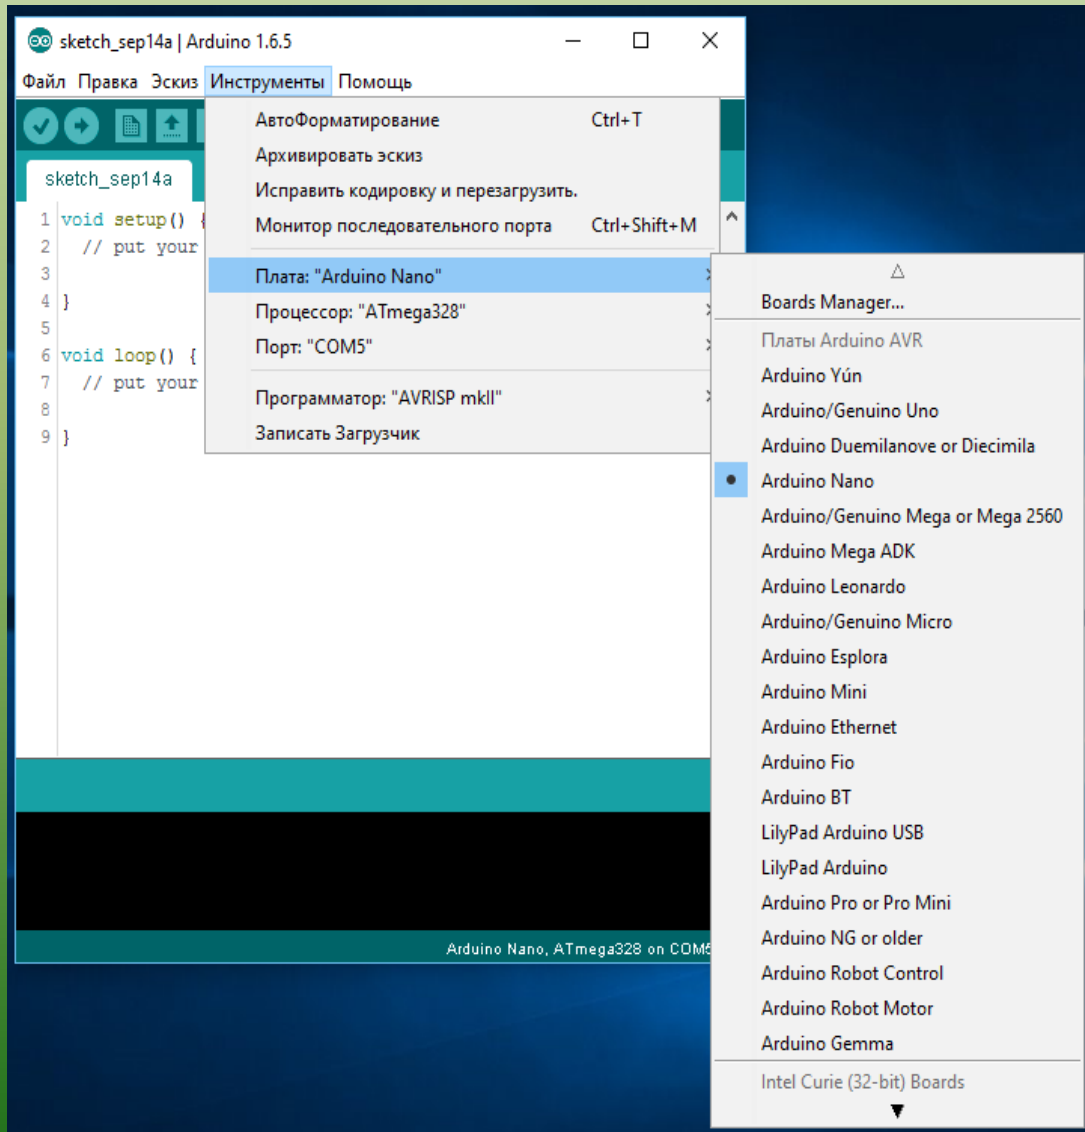 sketch_sep14a | Arduino 1.6.5
Файл Правка Эскиз Инструменты Помощь
АвтоФорматирование Ctrl+T
Архивировать эскиз
Исправить кодировку и перезагрузить.
Монитор последовательного порта Ctrl+Shift+M
Плата: "Arduino Nano"
Процессор: "ATmega328"
Порт: "COM5"
Программатор: "AVRISP mkII"
Записать Загрузчик
sketch_sep14a
1 void setup() {
2 // put your
3
4 }
5
6 void loop() {
7 // put your
8
9 }
Boards Manager...
Платы Arduino AVR
Arduino Yún
Arduino/Genuino Uno
Arduino Duemilanove or Diecimila
Arduino Nano
Arduino/Genuino Mega or Mega 2560
Arduino Mega ADK
Arduino Leonardo
Arduino/Genuino Micro
Arduino Esplora
Arduino Mini
Arduino Ethernet
Arduino Fio
Arduino BT
LilyPad Arduino USB
LilyPad Arduino
Arduino Pro or Pro Mini
Arduino NG or older
Arduino Robot Control
Arduino Robot Motor
Arduino Gemma
Intel Curie (32-bit) Boards
Arduino Nano, ATmega328 on COM5